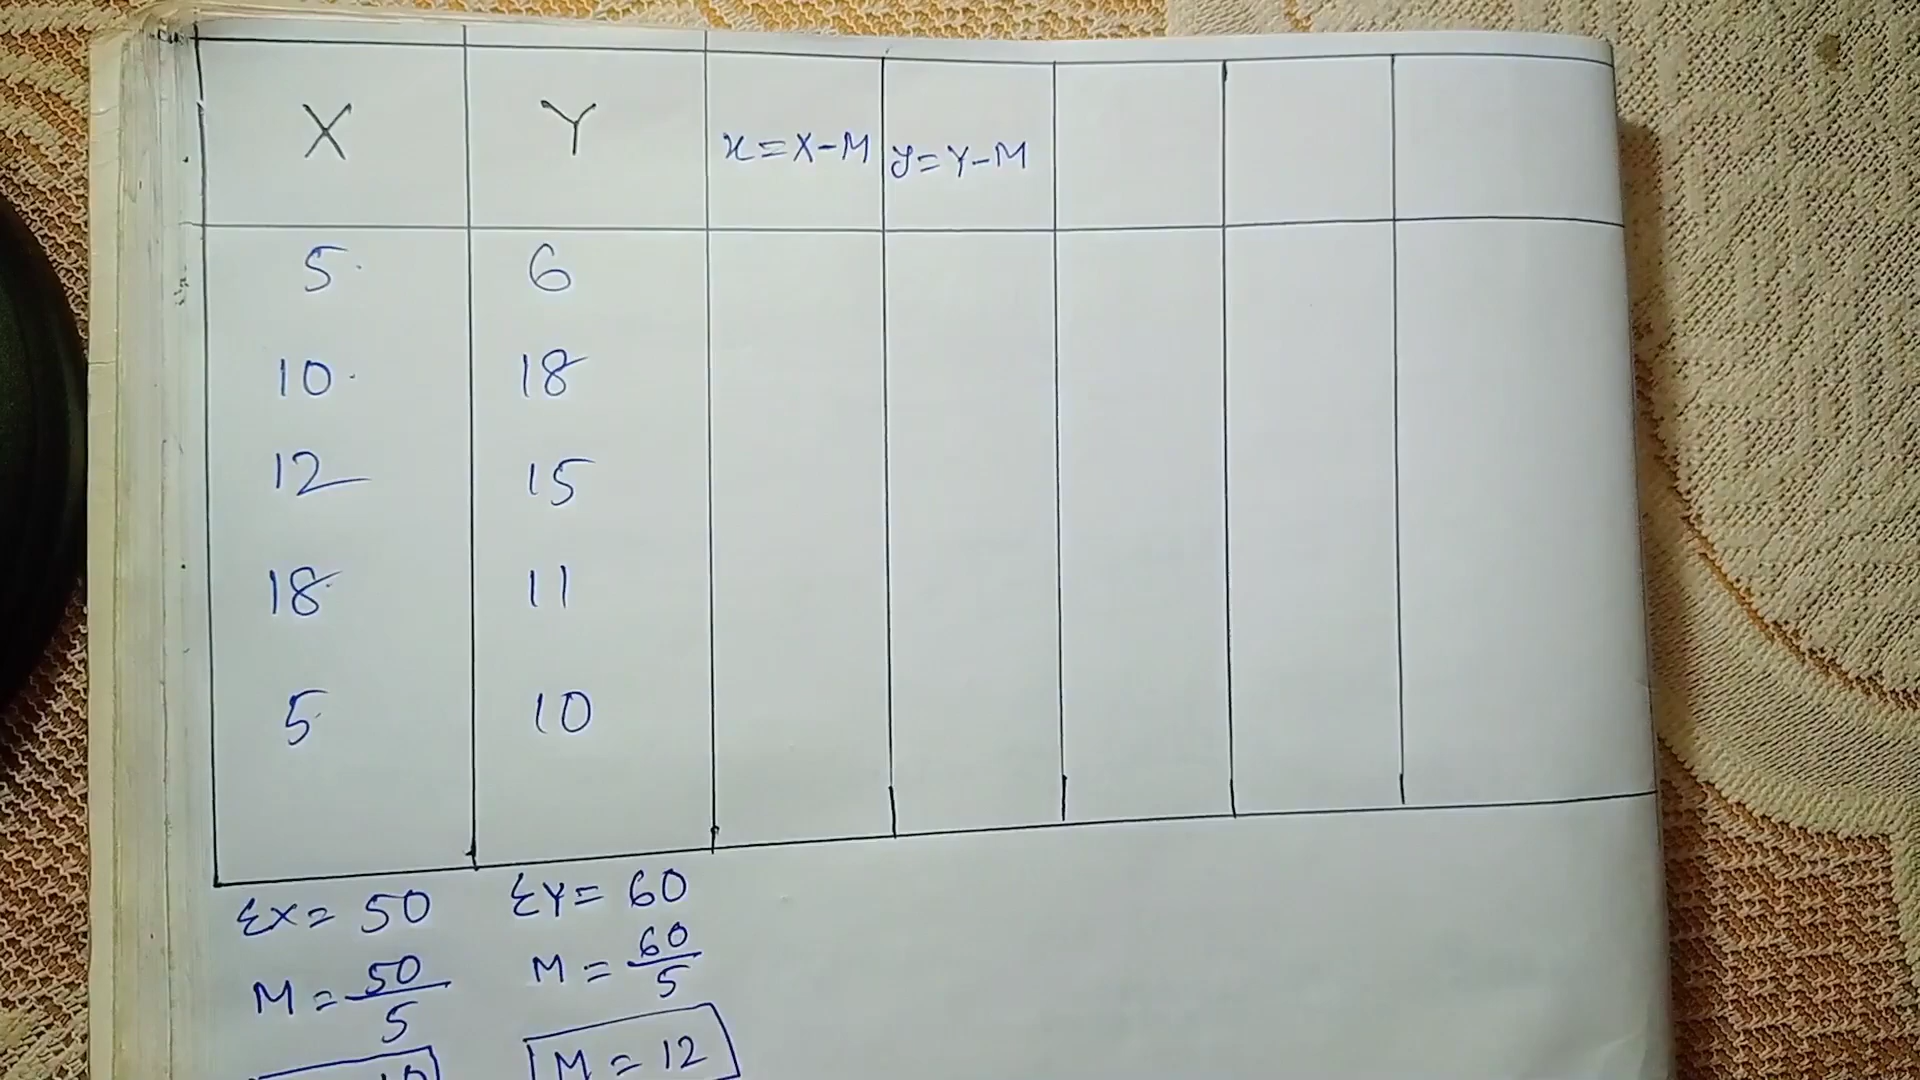 X Y x=X-M y=Y-M
5 6
10 18
12 15
18 11
5 10
ΣX= 50 ΣY= 60
M = 50/5 M = 60/5
10 M = 12